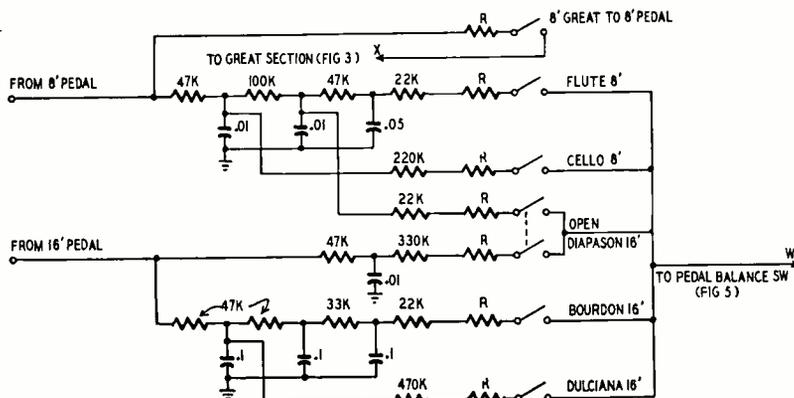 R 8' GREAT TO 8' PEDAL
TO GREAT SECTION (FIG 3) X
FROM 8' PEDAL 47K 100K 47K 22K R FLUTE 8'
.01 .01 .05
220K R CELLO 8'
22K R
OPEN
FROM 16' PEDAL 47K 330K R DIAPASON 16'
W
.01 TO PEDAL BALANCE SW
(FIG 5)
47K 33K 22K R BOURDON 16'
.1 .1 .1
470K R DULCIANA 16'